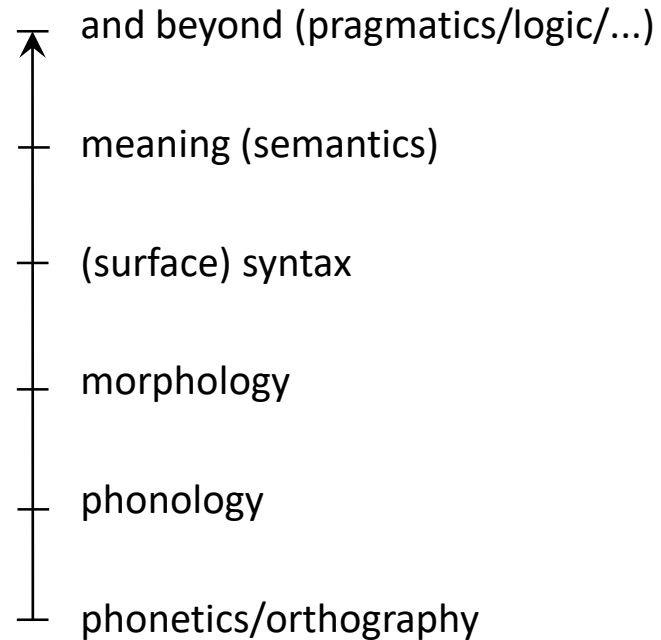 and beyond (pragmatics/logic/...)
meaning (semantics)
(surface) syntax
morphology
phonology
phonetics/orthography